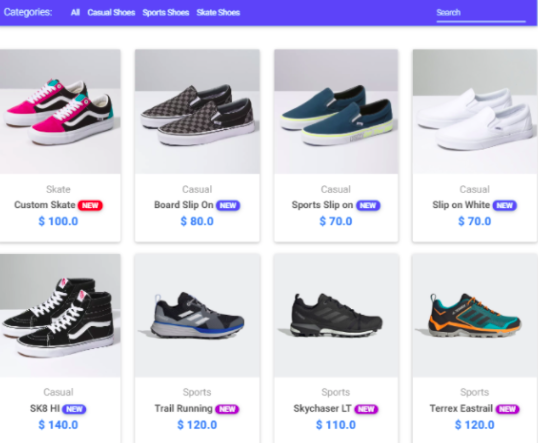 Categories: All Casual Shoes Sports Shoes Skate Shoes Search
Skate Casual Casual Casual
Custom Skate NEW Board Slip On NEW Sports Slip on NEW Slip on White NEW
$ 100.0 $ 80.0 $ 70.0 $ 70.0
Casual Sports Sports Sports
SK8 HI NEW Trail Running NEW Skychaser LT NEW Terrex Eastrail NEW
$ 140.0 $ 120.0 $ 110.0 $ 120.0